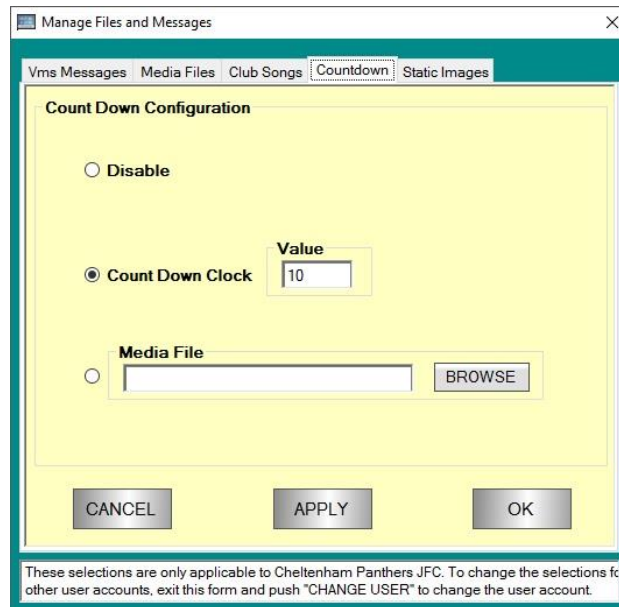 Manage Files and Messages
Vms Messages Media Files Club Songs Countdown Static Images
Count Down Configuration
Disable
Value
Count Down Clock 10
Media File
BROWSE
CANCEL APPLY OK
These selections are only applicable to Cheltenham Panthers JFC. To change the selections fo
other user accounts, exit this form and push "CHANGE USER" to change the user account.